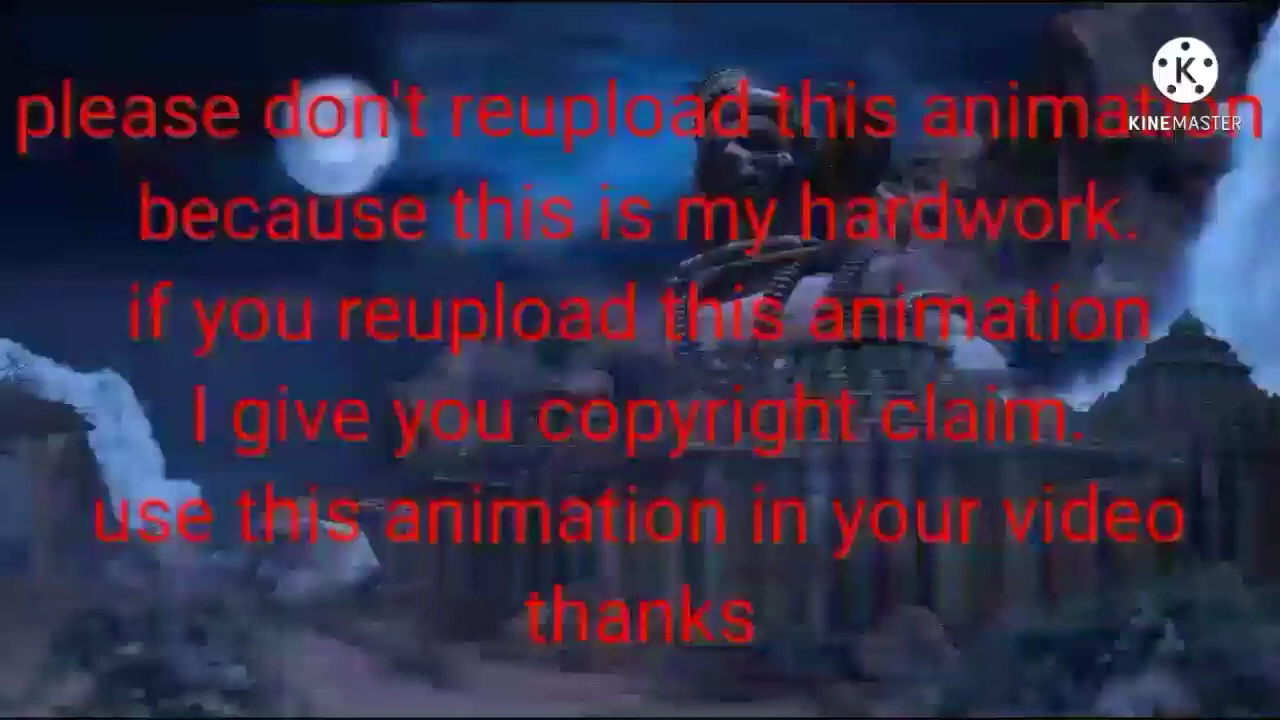 please don't reupload this animation
KINEMASTER
because this is my hardwork.
if you reupload this animation
I give you copyright claim.
use this animation in your video
thanks